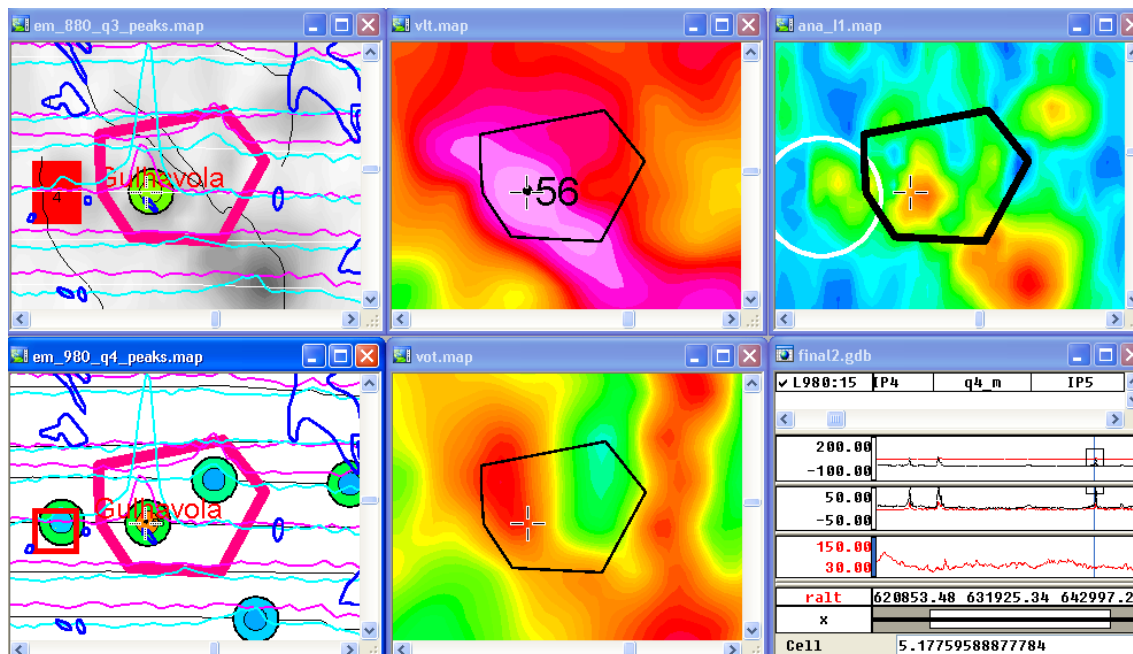 em_880_q3_peaks.map
Gulhavola
4
vlt.map
56
ana_l1.map
em_980_q4_peaks.map
Gulhavola
vot.map
final2.gdb
L980:15 IP4 q4_m IP5
200.00
-100.00
50.00
-50.00
150.00
30.00
ralt 620853.48 631925.34 642997.2
x
Cell 5.17759588877784